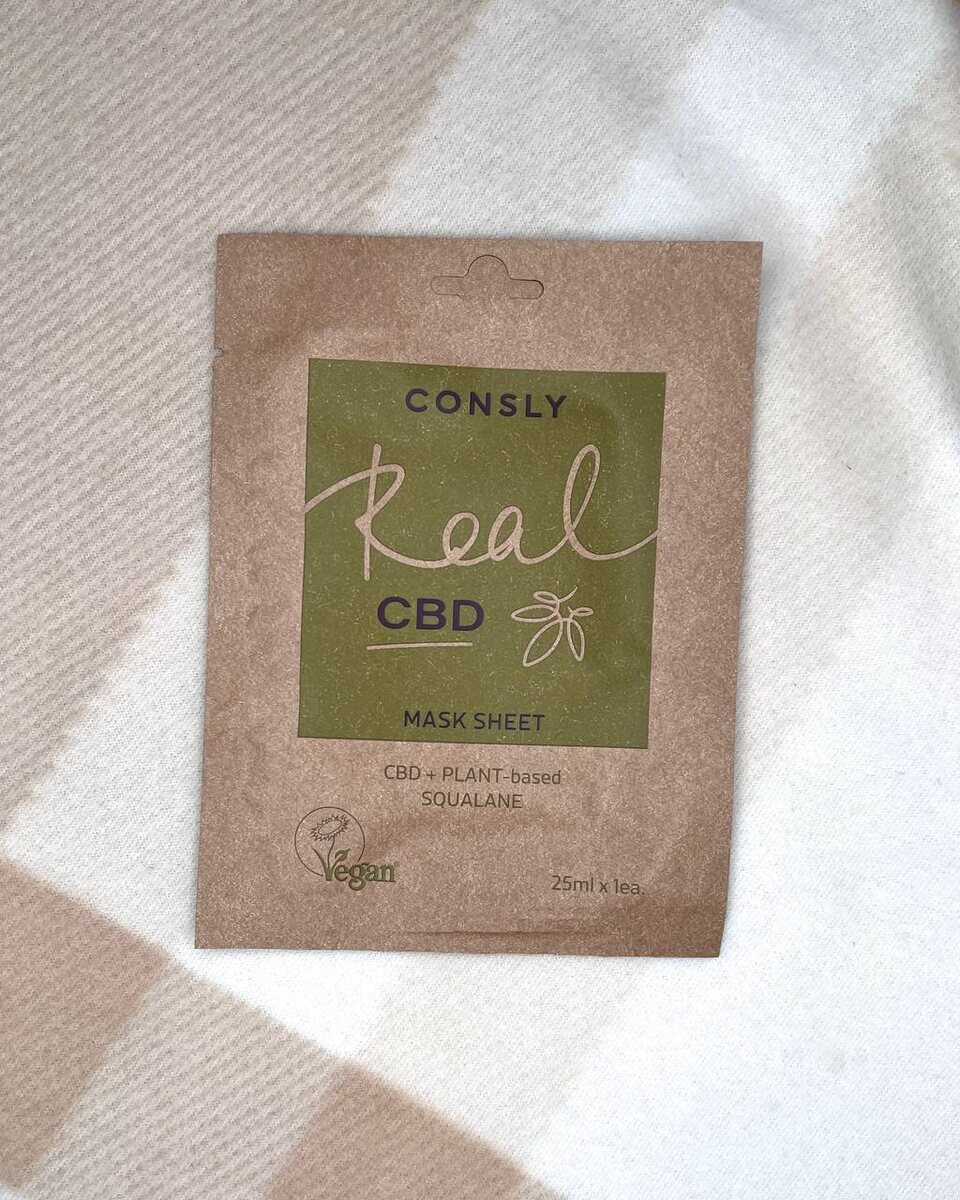 CONSLY
Real
CBD
MASK SHEET
CBD + PLANT-based
SQUALANE
Vegan
25ml x 1ea.